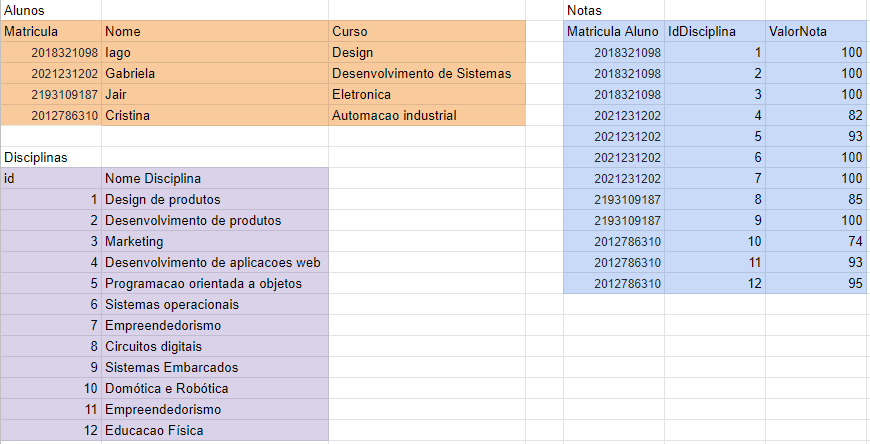 Alunos
Matricula Nome Curso
2018321098 Iago Design
2021231202 Gabriela Desenvolvimento de Sistemas
2193109187 Jair Eletronica
2012786310 Cristina Automacao industrial
Disciplinas
id Nome Disciplina
1 Design de produtos
2 Desenvolvimento de produtos
3 Marketing
4 Desenvolvimento de aplicacoes web
5 Programacao orientada a objetos
6 Sistemas operacionais
7 Empreendedorismo
8 Circuitos digitais
9 Sistemas Embarcados
10 Domótica e Robótica
11 Empreendedorismo
12 Educacao Física
Notas
Matricula Aluno IdDisciplina ValorNota
2018321098 1 100
2018321098 2 100
2018321098 3 100
2021231202 4 82
2021231202 5 93
2021231202 6 100
2021231202 7 100
2193109187 8 85
2193109187 9 100
2012786310 10 74
2012786310 11 93
2012786310 12 95